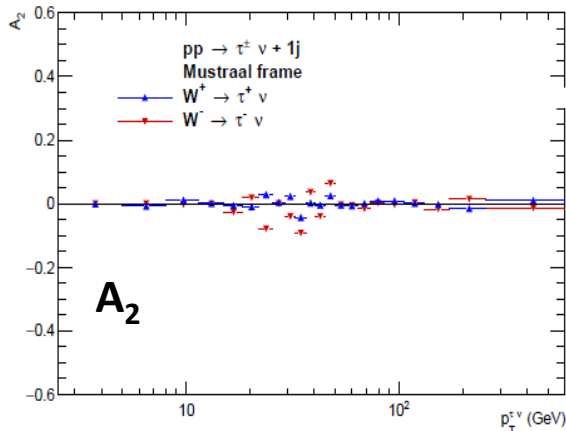 A₂
0.6
0.4
0.2
0
−0.2
−0.4
−0.6
pp → τ± ν + 1j
Mustraal frame
W⁺ → τ⁺ ν
W⁻ → τ⁻ ν
A₂
10
10²
p_T^{τ ν} (GeV)